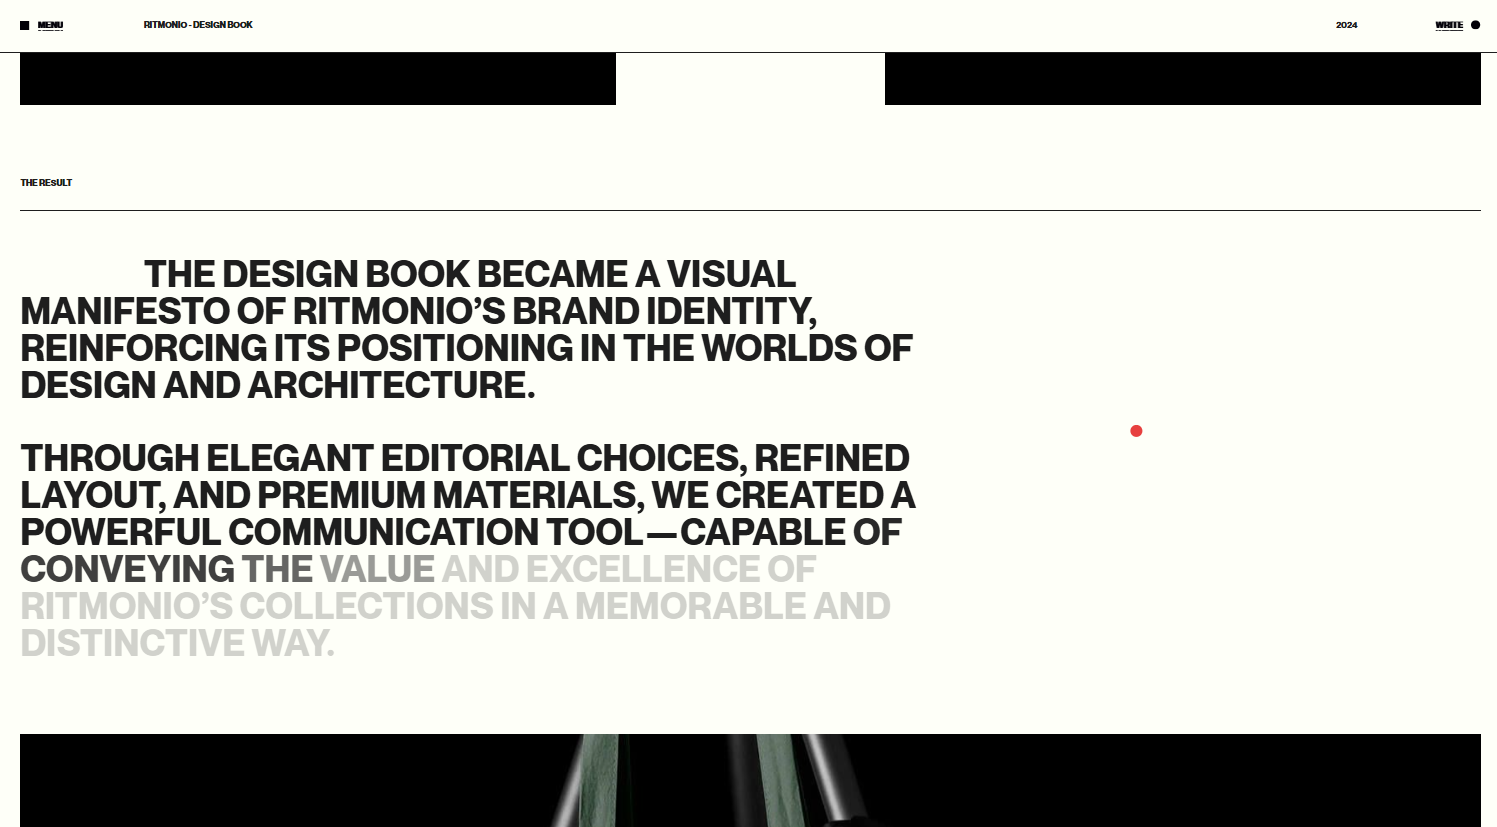 MENU
RITMONIO - DESIGN BOOK
2024
WRITE
THE RESULT
THE DESIGN BOOK BECAME A VISUAL
MANIFESTO OF RITMONIO’S BRAND IDENTITY,
REINFORCING ITS POSITIONING IN THE WORLDS OF
DESIGN AND ARCHITECTURE.
THROUGH ELEGANT EDITORIAL CHOICES, REFINED
LAYOUT, AND PREMIUM MATERIALS, WE CREATED A
POWERFUL COMMUNICATION TOOL—CAPABLE OF
CONVEYING THE VALUE AND EXCELLENCE OF
RITMONIO’S COLLECTIONS IN A MEMORABLE AND
DISTINCTIVE WAY.